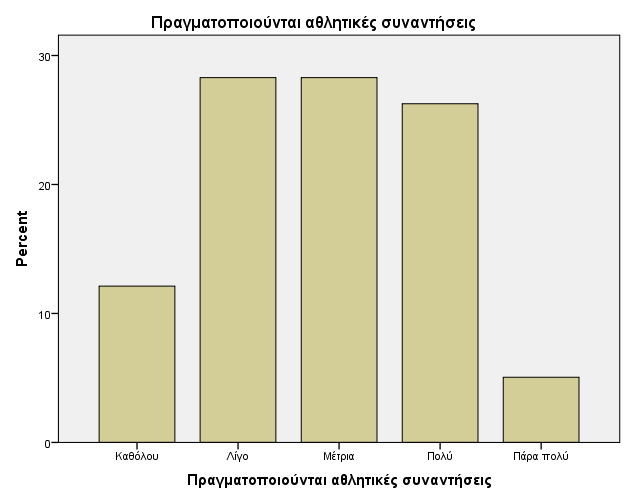 Πραγματοποιούνται αθλητικές συναντήσεις
30
20
10
0
Percent
Καθόλου Λίγο Μέτρια Πολύ Πάρα πολύ
Πραγματοποιούνται αθλητικές συναντήσεις